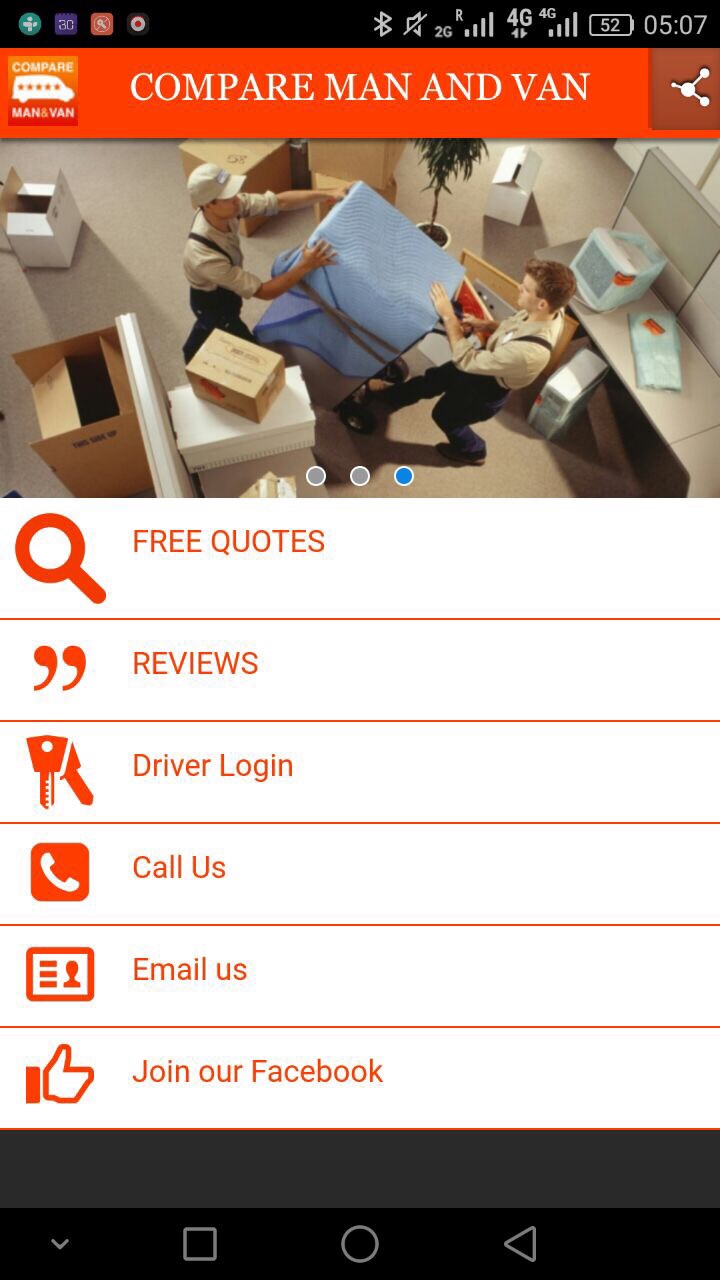 30
2G R 4G 4G 52 05:07
COMPARE
MAN&VAN
COMPARE MAN AND VAN
THIS SIDE UP
FREE QUOTES
REVIEWS
Driver Login
Call Us
Email us
Join our Facebook